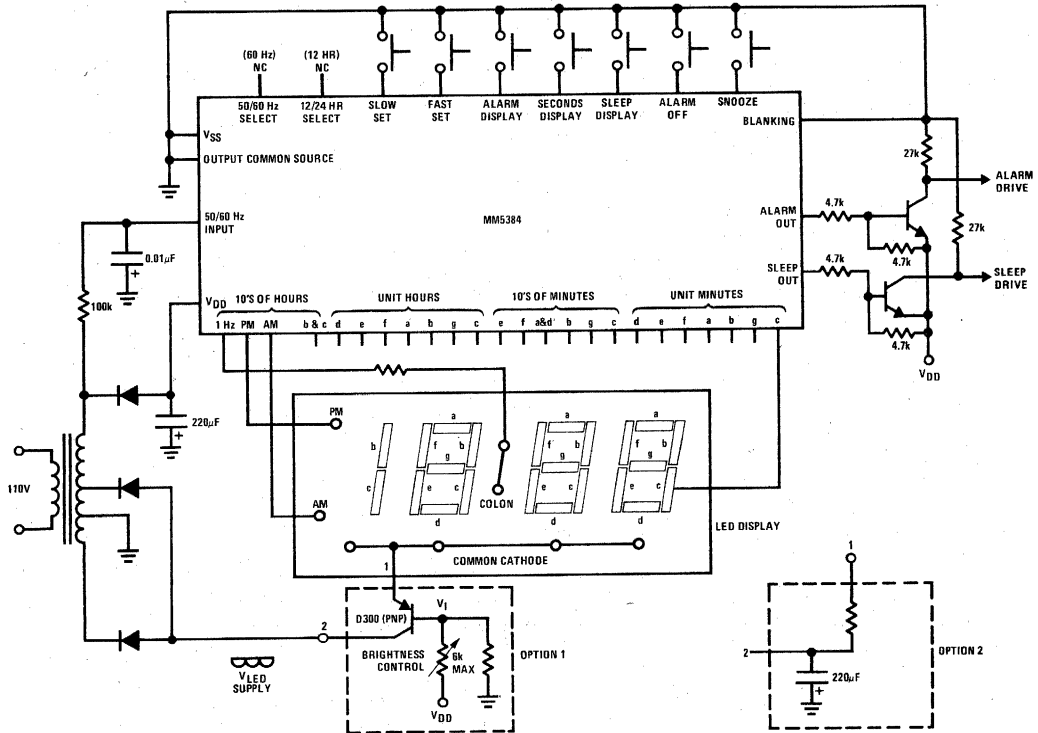 (60 Hz)
NC
(12 HR)
NC
50/60 Hz
SELECT
12/24 HR
SELECT
SLOW
SET
FAST
SET
ALARM
DISPLAY
SECONDS
DISPLAY
SLEEP
DISPLAY
ALARM
OFF
SNOOZE
BLANKING
VSS
OUTPUT COMMON SOURCE
50/60 Hz
INPUT
MM5384
ALARM
OUT
SLEEP
OUT
27k
ALARM
DRIVE
4.7k
4.7k
27k
4.7k
SLEEP
DRIVE
4.7k
VDD
0.01µF
+
100k
VDD
10'S OF HOURS
UNIT HOURS
10'S OF MINUTES
UNIT MINUTES
1 Hz PM AM b & c d e f a b g c e f a&d b g c d e f a b g c
220µF
+
110V
PM
AM
b
c
a
f b
g
e c
d
COLON
a
f b
g
e c
d
a
f b
g
e c
d
LED DISPLAY
COMMON CATHODE
1
2
D300 (PNP)
V1
BRIGHTNESS
CONTROL
6k
MAX
VDD
OPTION 1
VLED
SUPPLY
1
2
220µF
+
OPTION 2